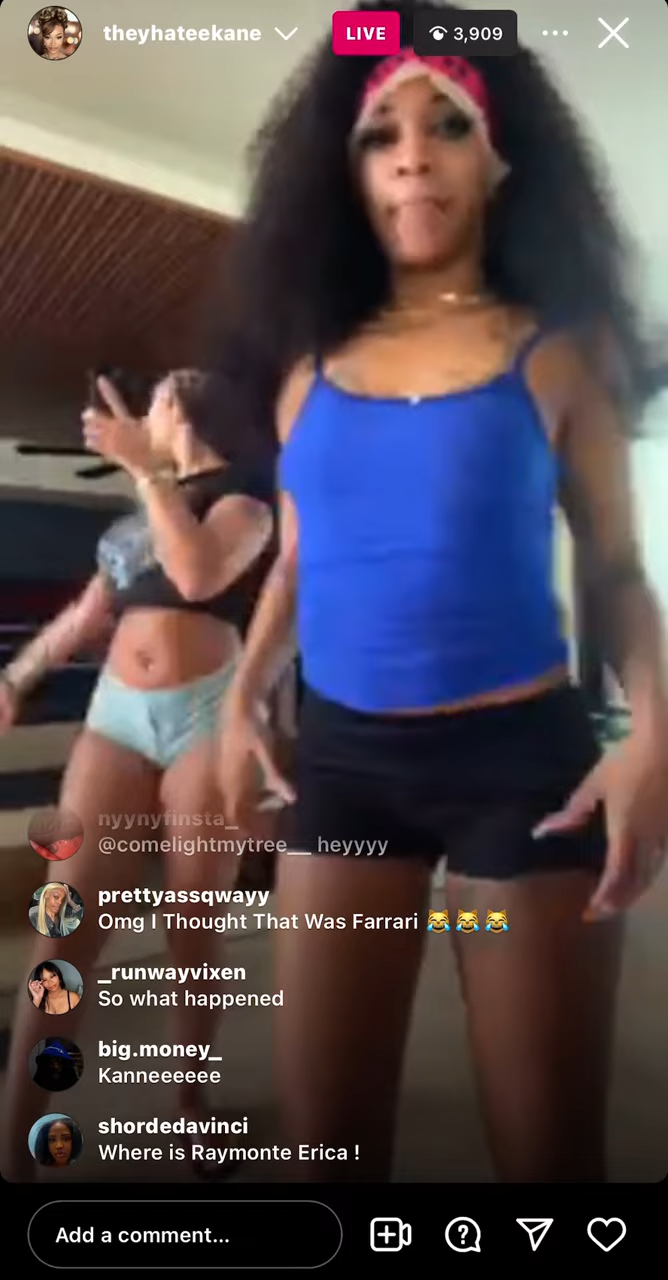 theyhateekane
LIVE
3,909
nyynyfinsta_
@comelightmytree__ heyyyy
prettyassqwayy
Omg I Thought That Was Farrari 😹😹😹
_runwayvixen
So what happened
big.money_
Kanneeeeee
shordedavinci
Where is Raymonte Erica !
Add a comment...